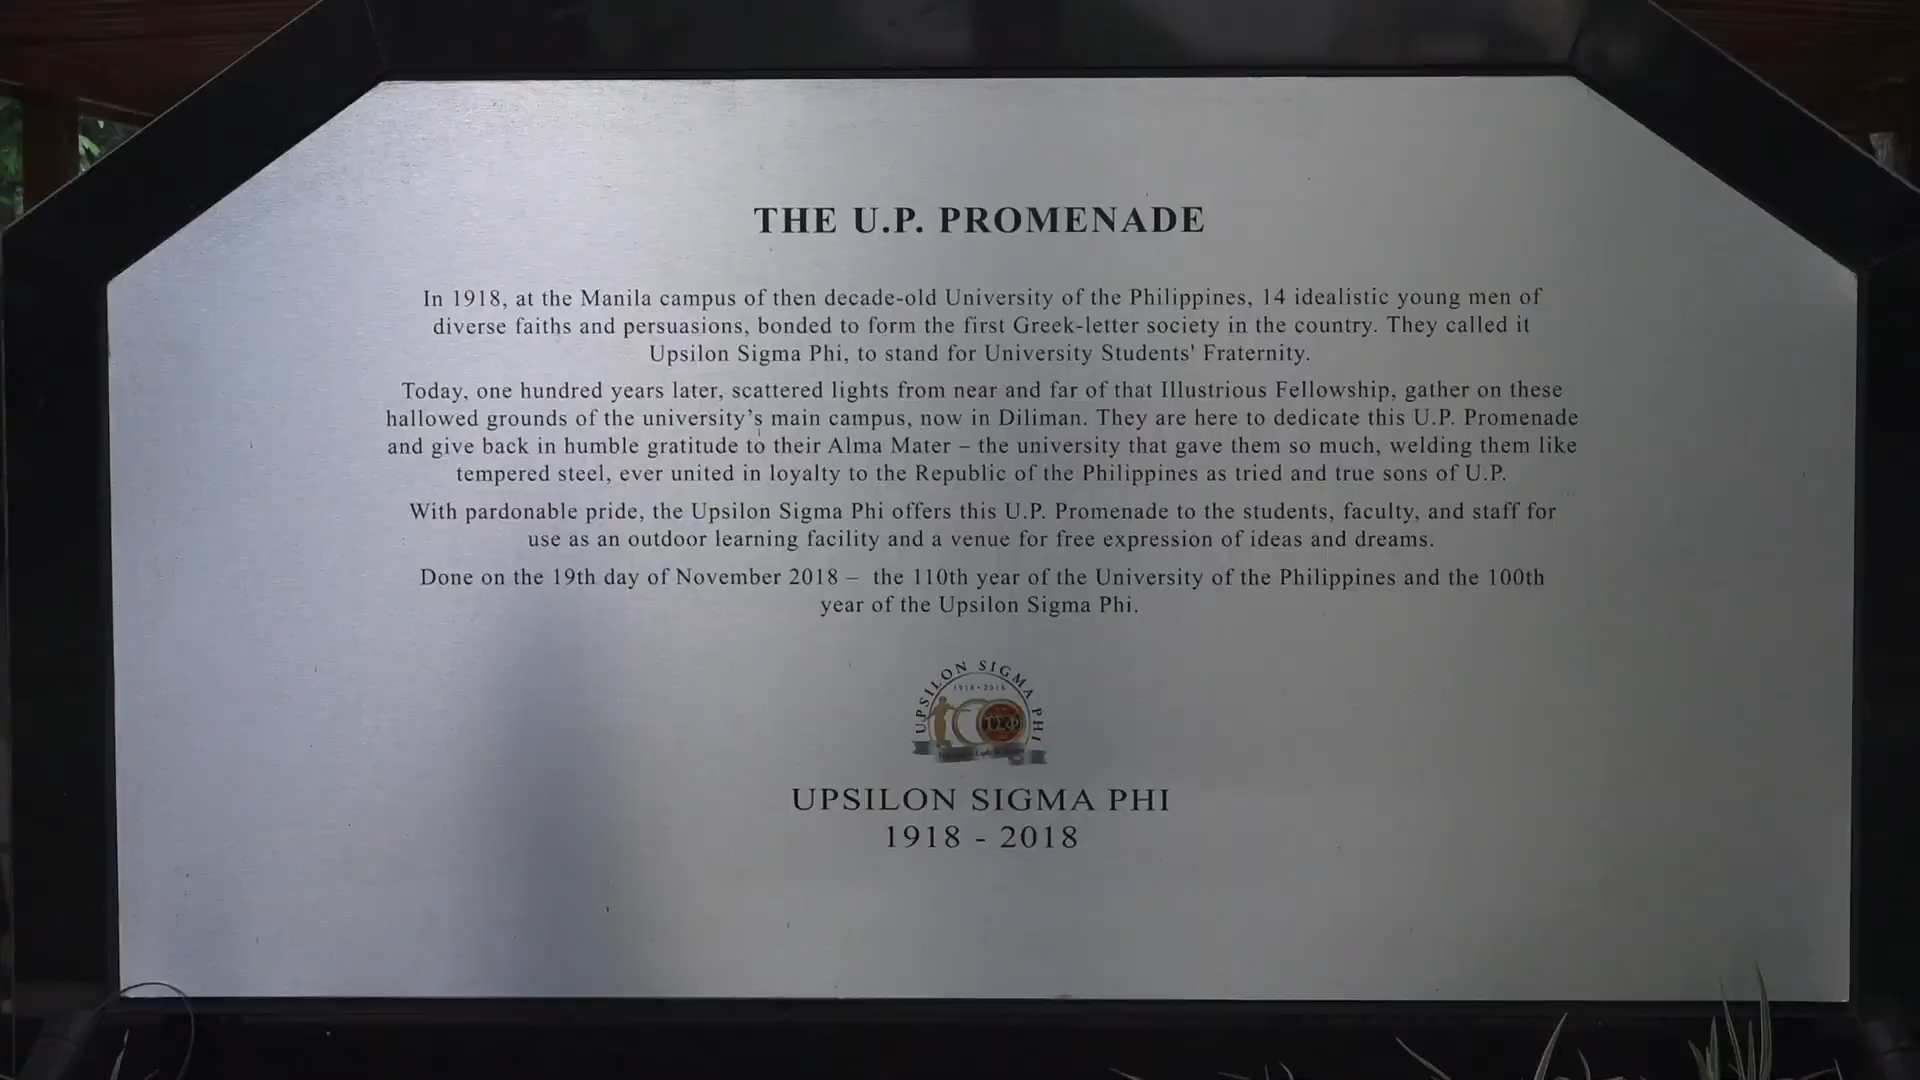 THE U.P. PROMENADE
In 1918, at the Manila campus of then decade-old University of the Philippines, 14 idealistic young men of
diverse faiths and persuasions, bonded to form the first Greek-letter society in the country. They called it
Upsilon Sigma Phi, to stand for University Students' Fraternity.
Today, one hundred years later, scattered lights from near and far of that Illustrious Fellowship, gather on these
hallowed grounds of the university’s main campus, now in Diliman. They are here to dedicate this U.P. Promenade
and give back in humble gratitude to their Alma Mater – the university that gave them so much, welding them like
tempered steel, ever united in loyalty to the Republic of the Philippines as tried and true sons of U.P.
With pardonable pride, the Upsilon Sigma Phi offers this U.P. Promenade to the students, faculty, and staff for
use as an outdoor learning facility and a venue for free expression of ideas and dreams.
Done on the 19th day of November 2018 – the 110th year of the University of the Philippines and the 100th
year of the Upsilon Sigma Phi.
UPSILON SIGMA PHI
1918 • 2018
ΥΣΦ
UPSILON SIGMA PHI
1918 - 2018